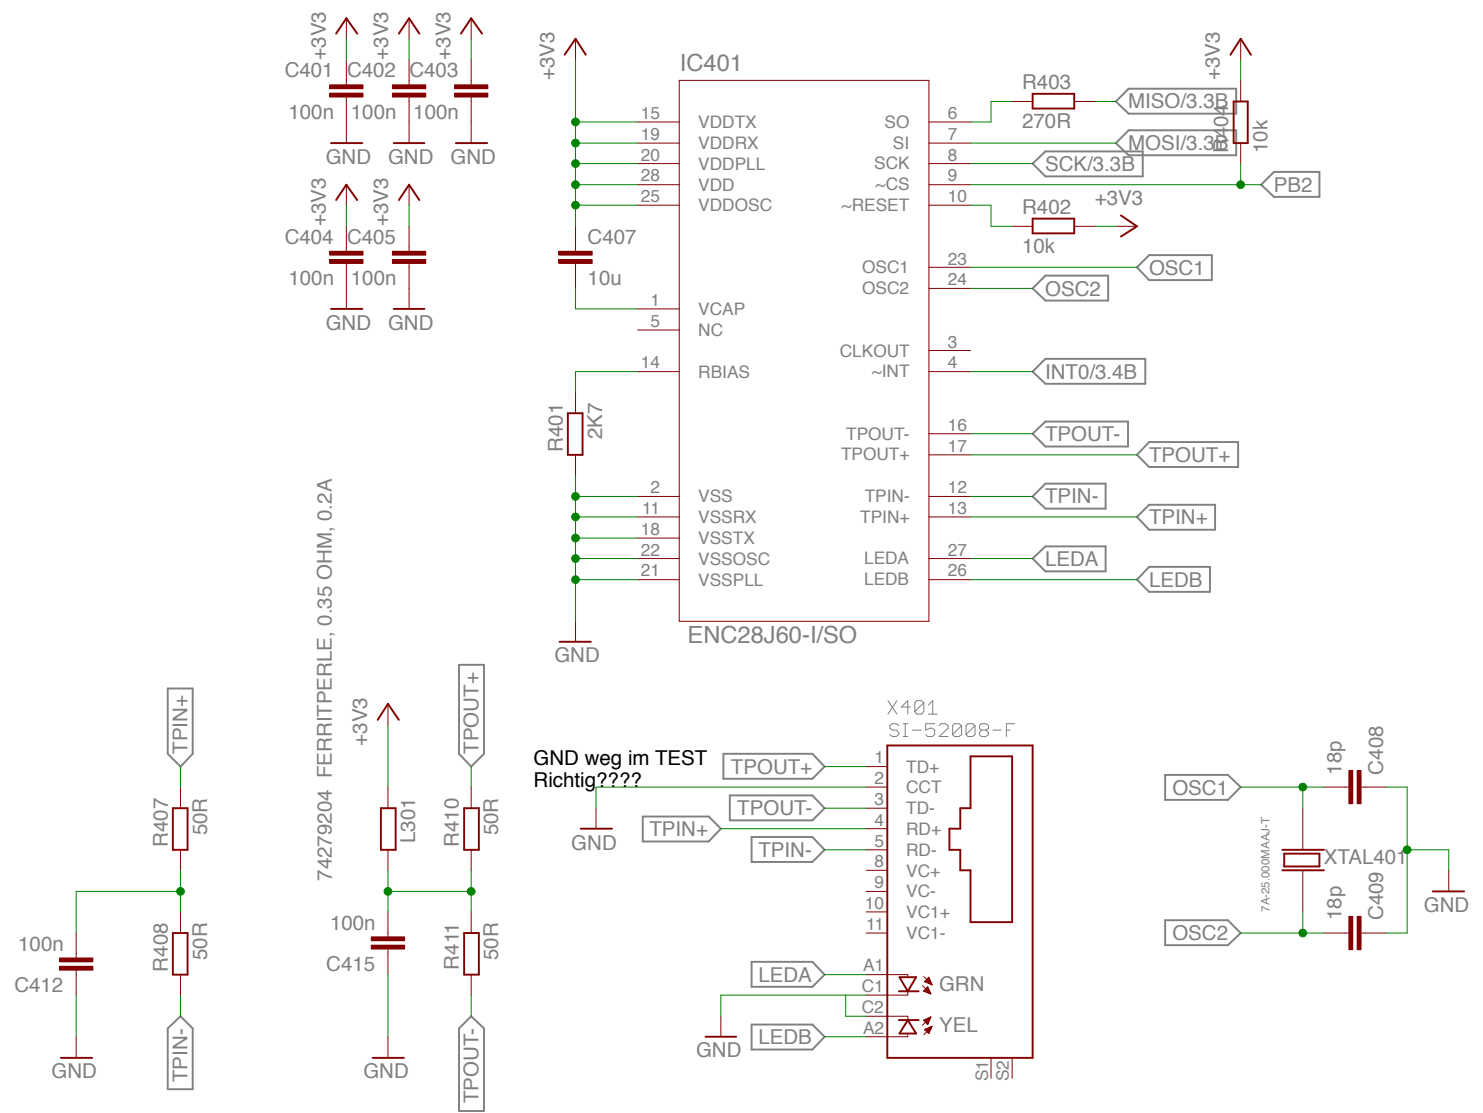 +3V3
+3V3
+3V3
C401
C402
C403
100n
100n
100n
GND
GND
GND
+3V3
+3V3
C404
C405
100n
100n
GND
GND
+3V3
C407
10u
R401
2K7
GND
IC401
15
VDDTX
19
VDDRX
20
VDDPLL
28
VDD
25
VDDOSC
1
VCAP
5
NC
14
RBIAS
2
VSS
11
VSSRX
18
VSSTX
22
VSSOSC
21
VSSPLL
SO
6
SI
7
SCK
8
~CS
9
~RESET
10
OSC1
23
OSC2
24
CLKOUT
3
~INT
4
TPOUT-
16
TPOUT+
17
TPIN-
12
TPIN+
13
LEDA
27
LEDB
26
ENC28J60-I/SO
R403
270R
MISO/3.3B
MOSI/3.3B
SCK/3.3B
+3V3
R404
10k
PB2
R402
10k
+3V3
OSC1
OSC2
INT0/3.4B
TPOUT-
TPOUT+
TPIN-
TPIN+
LEDA
LEDB
TPIN+
R407
50R
100n
C412
R408
50R
GND
TPIN-
74279204 FERRITPERLE, 0.35 OHM, 0.2A
+3V3
L301
100n
C415
GND
TPOUT+
R410
50R
R411
50R
TPOUT-
GND weg im TEST
Richtig????
GND
X401
SI-52008-F
TPOUT+
1
TD+
2
CCT
TPOUT-
3
TD-
TPIN+
4
RD+
TPIN-
5
RD-
8
VC+
9
VC-
10
VC1+
11
VC1-
LEDA
A1
C1
GRN
C2
LEDB
A2
YEL
GND
S1
S2
OSC1
18p
C408
7A-25.000MAAJ-T
XTAL401
OSC2
18p
C409
GND